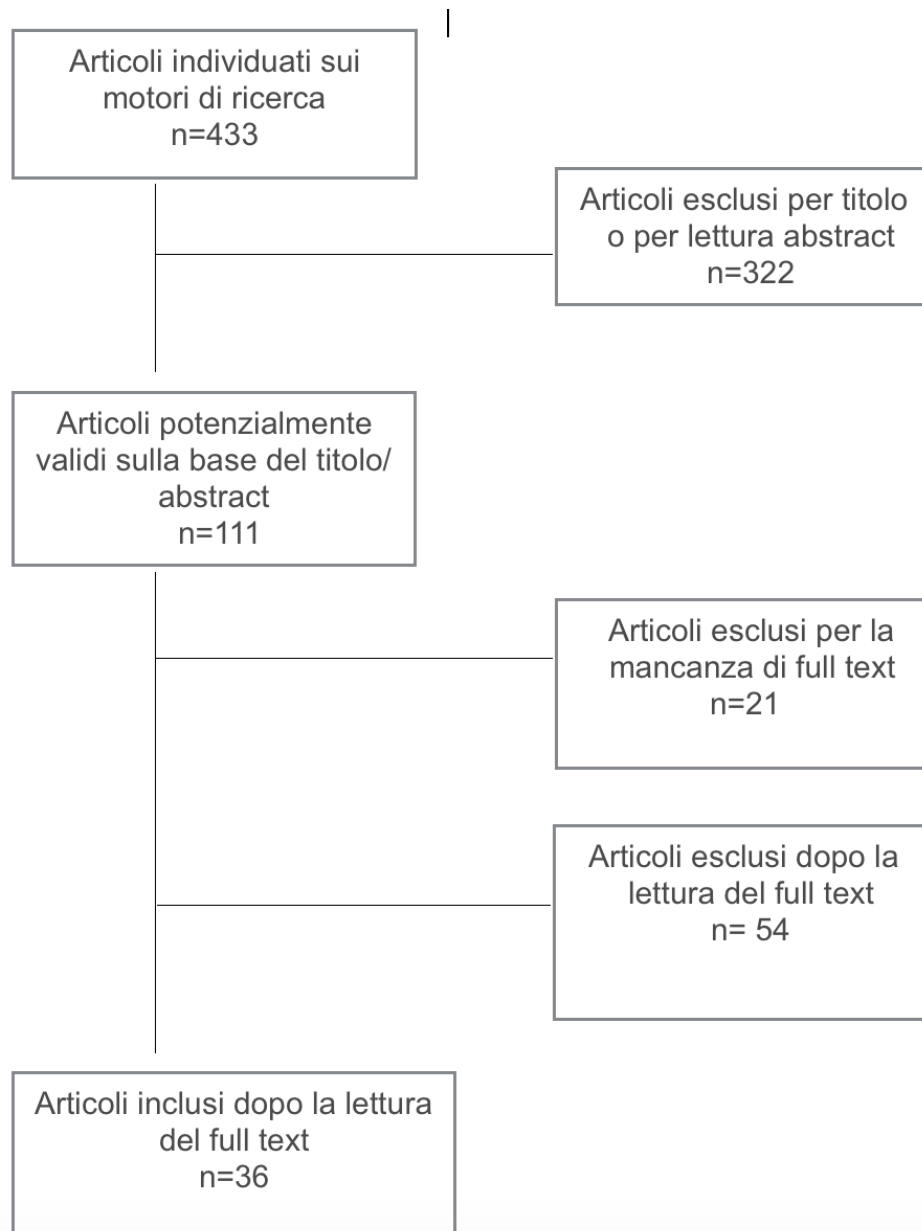 Articoli individuati sui
motori di ricerca
n=433
Articoli esclusi per titolo
o per lettura abstract
n=322
Articoli potenzialmente
validi sulla base del titolo/
abstract
n=111
Articoli esclusi per la
mancanza di full text
n=21
Articoli esclusi dopo la
lettura del full text
n= 54
Articoli inclusi dopo la lettura
del full text
n=36